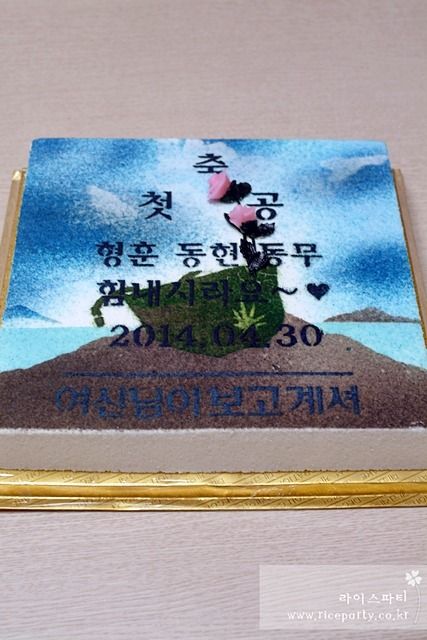 축
첫 공
형훈 동현 동무
힘내시라요~♥
2014.04.30
여신님이보고계셔
라이스파티
www.riceparty.co.kr